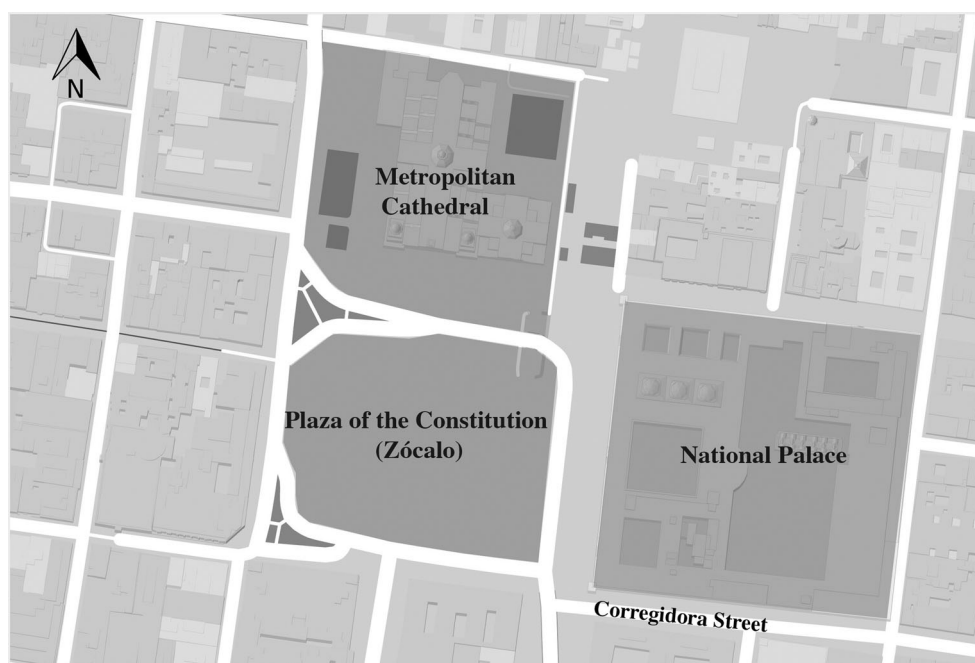 N
Metropolitan
Cathedral
Plaza of the Constitution
(Zócalo)
National Palace
Corregidora Street